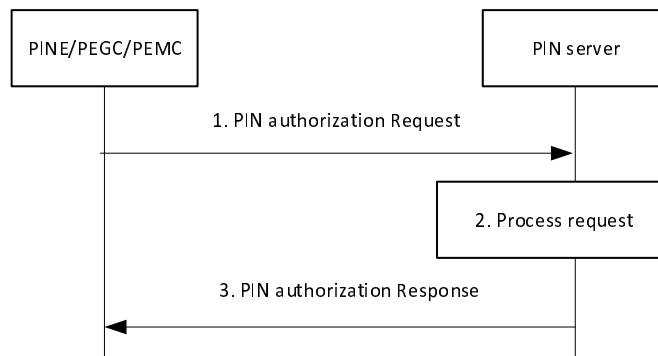 PINE/PEGC/PEMC
PIN server
1. PIN authorization Request
2. Process request
3. PIN authorization Response